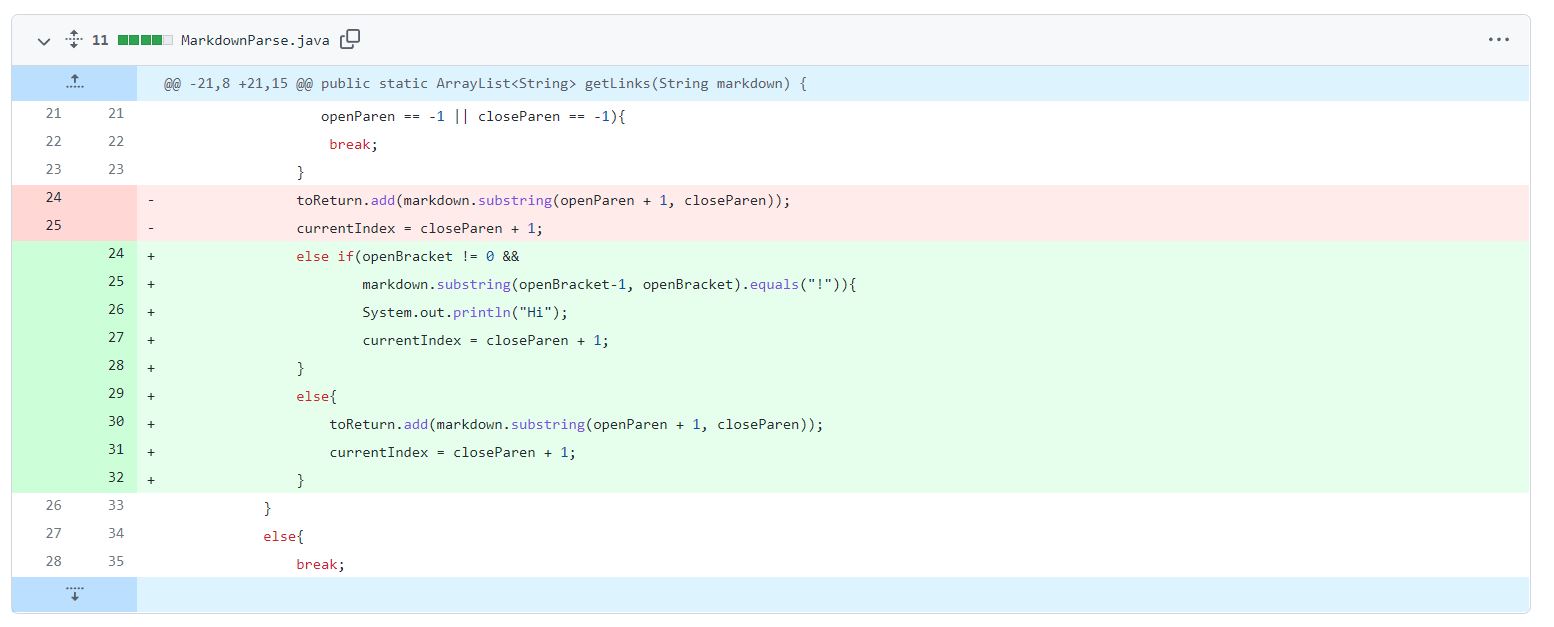 11 MarkdownParse.java
@@ -21,8 +21,15 @@ public static ArrayList<String> getLinks(String markdown) {
21 21 openParen == -1 || closeParen == -1){
22 22 break;
23 23 }
24 - toReturn.add(markdown.substring(openParen + 1, closeParen));
25 - currentIndex = closeParen + 1;
24 + else if(openBracket != 0 &&
25 + markdown.substring(openBracket-1, openBracket).equals("!")){
26 + System.out.println("Hi");
27 + currentIndex = closeParen + 1;
28 + }
29 + else{
30 + toReturn.add(markdown.substring(openParen + 1, closeParen));
31 + currentIndex = closeParen + 1;
32 + }
26 33 }
27 34 else{
28 35 break;